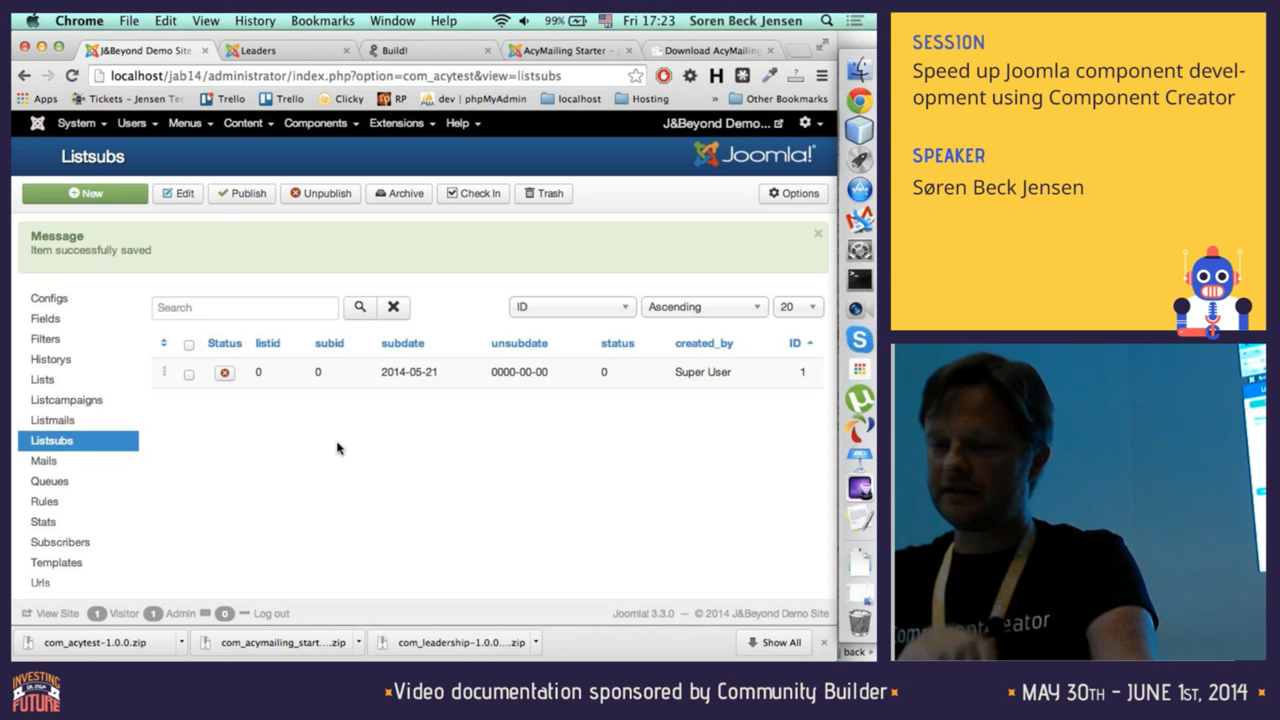 Chrome File Edit View History Bookmarks Window Help 99% Fri 17:23 Soren Beck Jensen
J&Beyond Demo Site Leaders Build! AcyMailing Starter - Download AcyMailing
localhost/jab14/administrator/index.php?option=com_acytest&view=listsubs
Apps Tickets - Jensen Tec Trello Trello Clicky RP dev | phpMyAdmin localhost Hosting » Other Bookmarks
System Users Menus Content Components Extensions Help J&Beyond Demo...
Listsubs Joomla!
New Edit Publish Unpublish Archive Check In Trash Options
Message
Item successfully saved
Search ID Ascending 20
Status listid subid subdate unsubdate status created_by ID
0 0 2014-05-21 0000-00-00 0 Super User 1
Configs
Fields
Filters
Historys
Lists
Listcampaigns
Listmails
Listsubs
Mails
Queues
Rules
Stats
Subscribers
Templates
Urls
View Site 1 Visitor 1 Admin 0 Log out Joomla! 3.3.0 — © 2014 J&Beyond Demo Site
com_acytest-1.0.0.zip com_acymailing_start....zip com_leadership-1.0.0....zip Show All
back
SESSION
Speed up Joomla component devel-
opment using Component Creator
SPEAKER
Søren Beck Jensen
INVESTING
IN OUR
FUTURE
Video documentation sponsored by Community Builder
MAY 30TH - JUNE 1ST, 2014